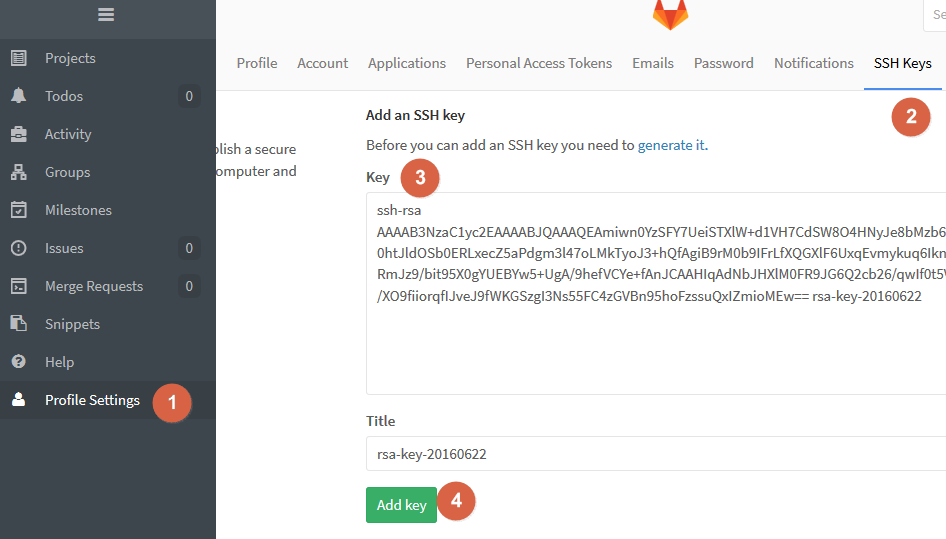 Se
Projects
Todos 0
Activity
Groups
Milestones
Issues 0
Merge Requests 0
Snippets
Help
Profile Settings 1
Profile Account Applications Personal Access Tokens Emails Password Notifications SSH Keys
2
blish a secure
omputer and
Add an SSH key
Before you can add an SSH key you need to generate it.
Key 3
ssh-rsa
AAAAB3NzaC1yc2EAAAABJQAAAQEAmiwn0YzSFY7UeiSTXlW+d1VH7CdSW8O4HNyJe8bMzb6
0htJldOSb0ERLxecZ5aPdgm3l47oLMkTyoJ3+hQfAgiB9rM0b9IFrLfXQGXlF6UxqEvmykuq6Ikn
RmJz9/bit95X0gYUEBYw5+UgA/9hefVCYe+fAnJCAAHIqAdNbJHXlM0FR9JG6Q2cb26/qwIf0t5V
/XO9fiiorqfIJveJ9fWKGSzgI3Ns55FC4zGVBn95hoFzssuQxIZmioMEw== rsa-key-20160622
Title
rsa-key-20160622
Add key 4